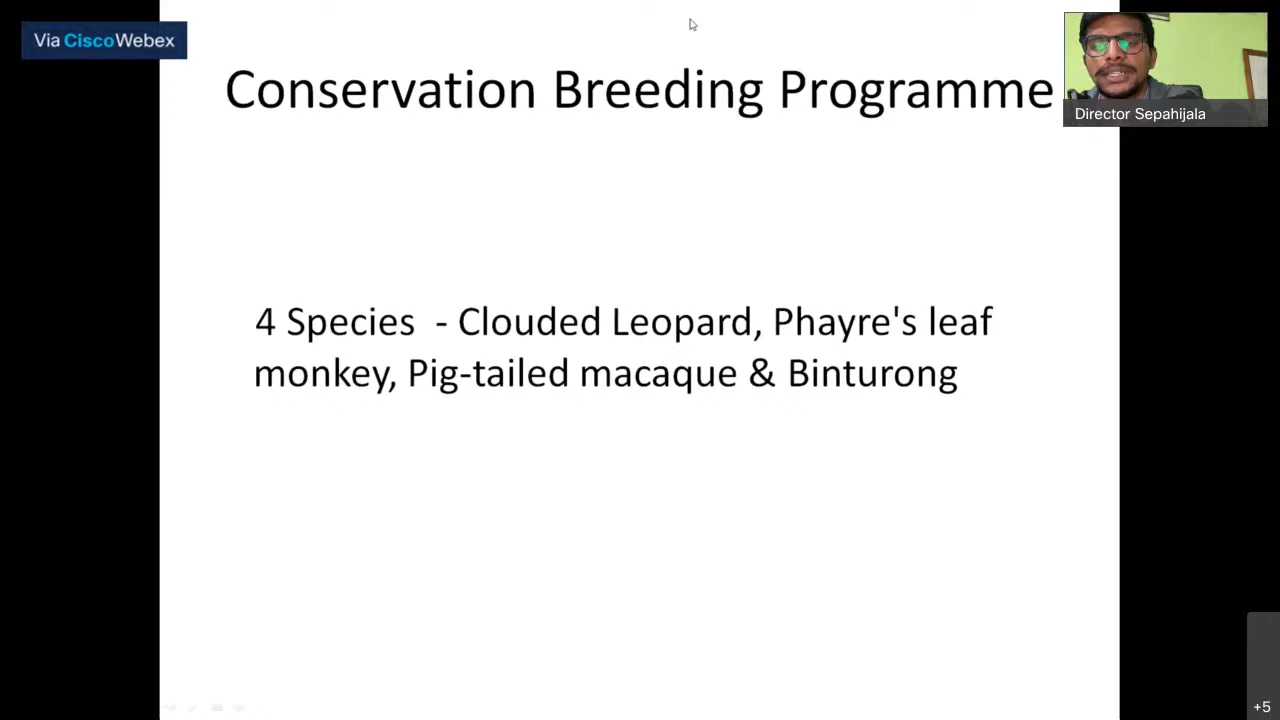 Via CiscoWebex
Conservation Breeding Programme
Director Sepahijala
4 Species - Clouded Leopard, Phayre's leaf
monkey, Pig-tailed macaque & Binturong
+5